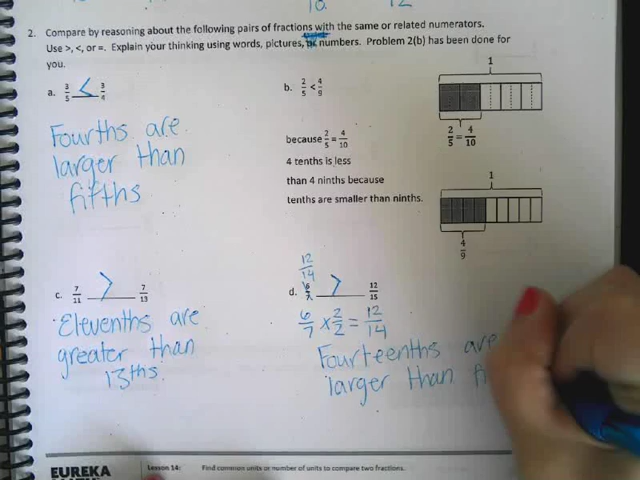 2. Compare by reasoning about the following pairs of fractions with the same or related numerators.
Use >, <, or =. Explain your thinking using words, pictures, or numbers. Problem 2(b) has been done for
you.
a. 3/5 < 3/4
b. 2/5 < 4/9
1
Fourths are
larger than
fifths
because 2/5 = 4/10
4 tenths is less
than 4 ninths because
tenths are smaller than ninths.
2/5 = 4/10
1
4/9
c. 7/11 > 7/13
12/14
d. 6/7 > 12/15
Elevenths are
greater than
13ths.
6/7 x 2/2 = 12/14
Fourteenths are
larger than
EUREKA
Lesson 14: Find common units or number of units to compare two fractions.